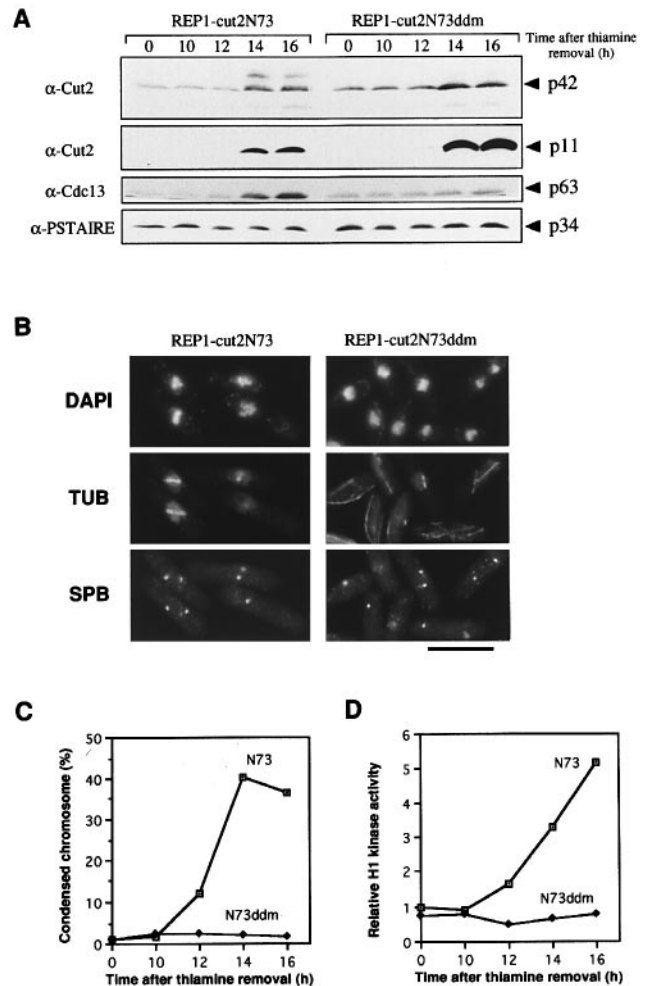 A
REP1-cut2N73 REP1-cut2N73ddm
0 10 12 14 16 0 10 12 14 16 Time after thiamine removal (h)
α-Cut2 p42
α-Cut2 p11
α-Cdc13 p63
α-PSTAIRE p34
B
REP1-cut2N73 REP1-cut2N73ddm
DAPI
TUB
SPB
C
Condensed chromosome (%)
50
40
30
20
10
0
N73
N73ddm
0 10 12 14 16
Time after thiamine removal (h)
D
Relative H1 kinase activity
6
5
4
3
2
1
0
N73
N73ddm
0 10 12 14 16
Time after thiamine removal (h)